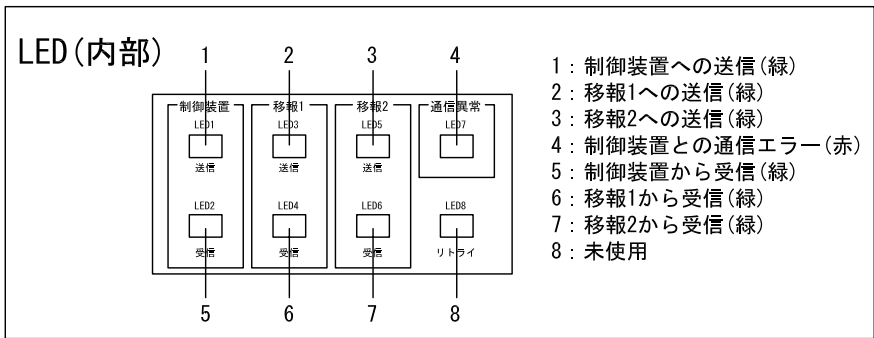 LED(内部)
1 2 3 4
制御装置 移報1 移報2 通信異常
LED1 LED3 LED5 LED7
送信 送信 送信
LED2 LED4 LED6 LED8
受信 受信 受信 リトライ
5 6 7 8
1:制御装置への送信(緑)
2:移報1への送信(緑)
3:移報2への送信(緑)
4:制御装置との通信エラー(赤)
5:制御装置から受信(緑)
6:移報1から受信(緑)
7:移報2から受信(緑)
8:未使用